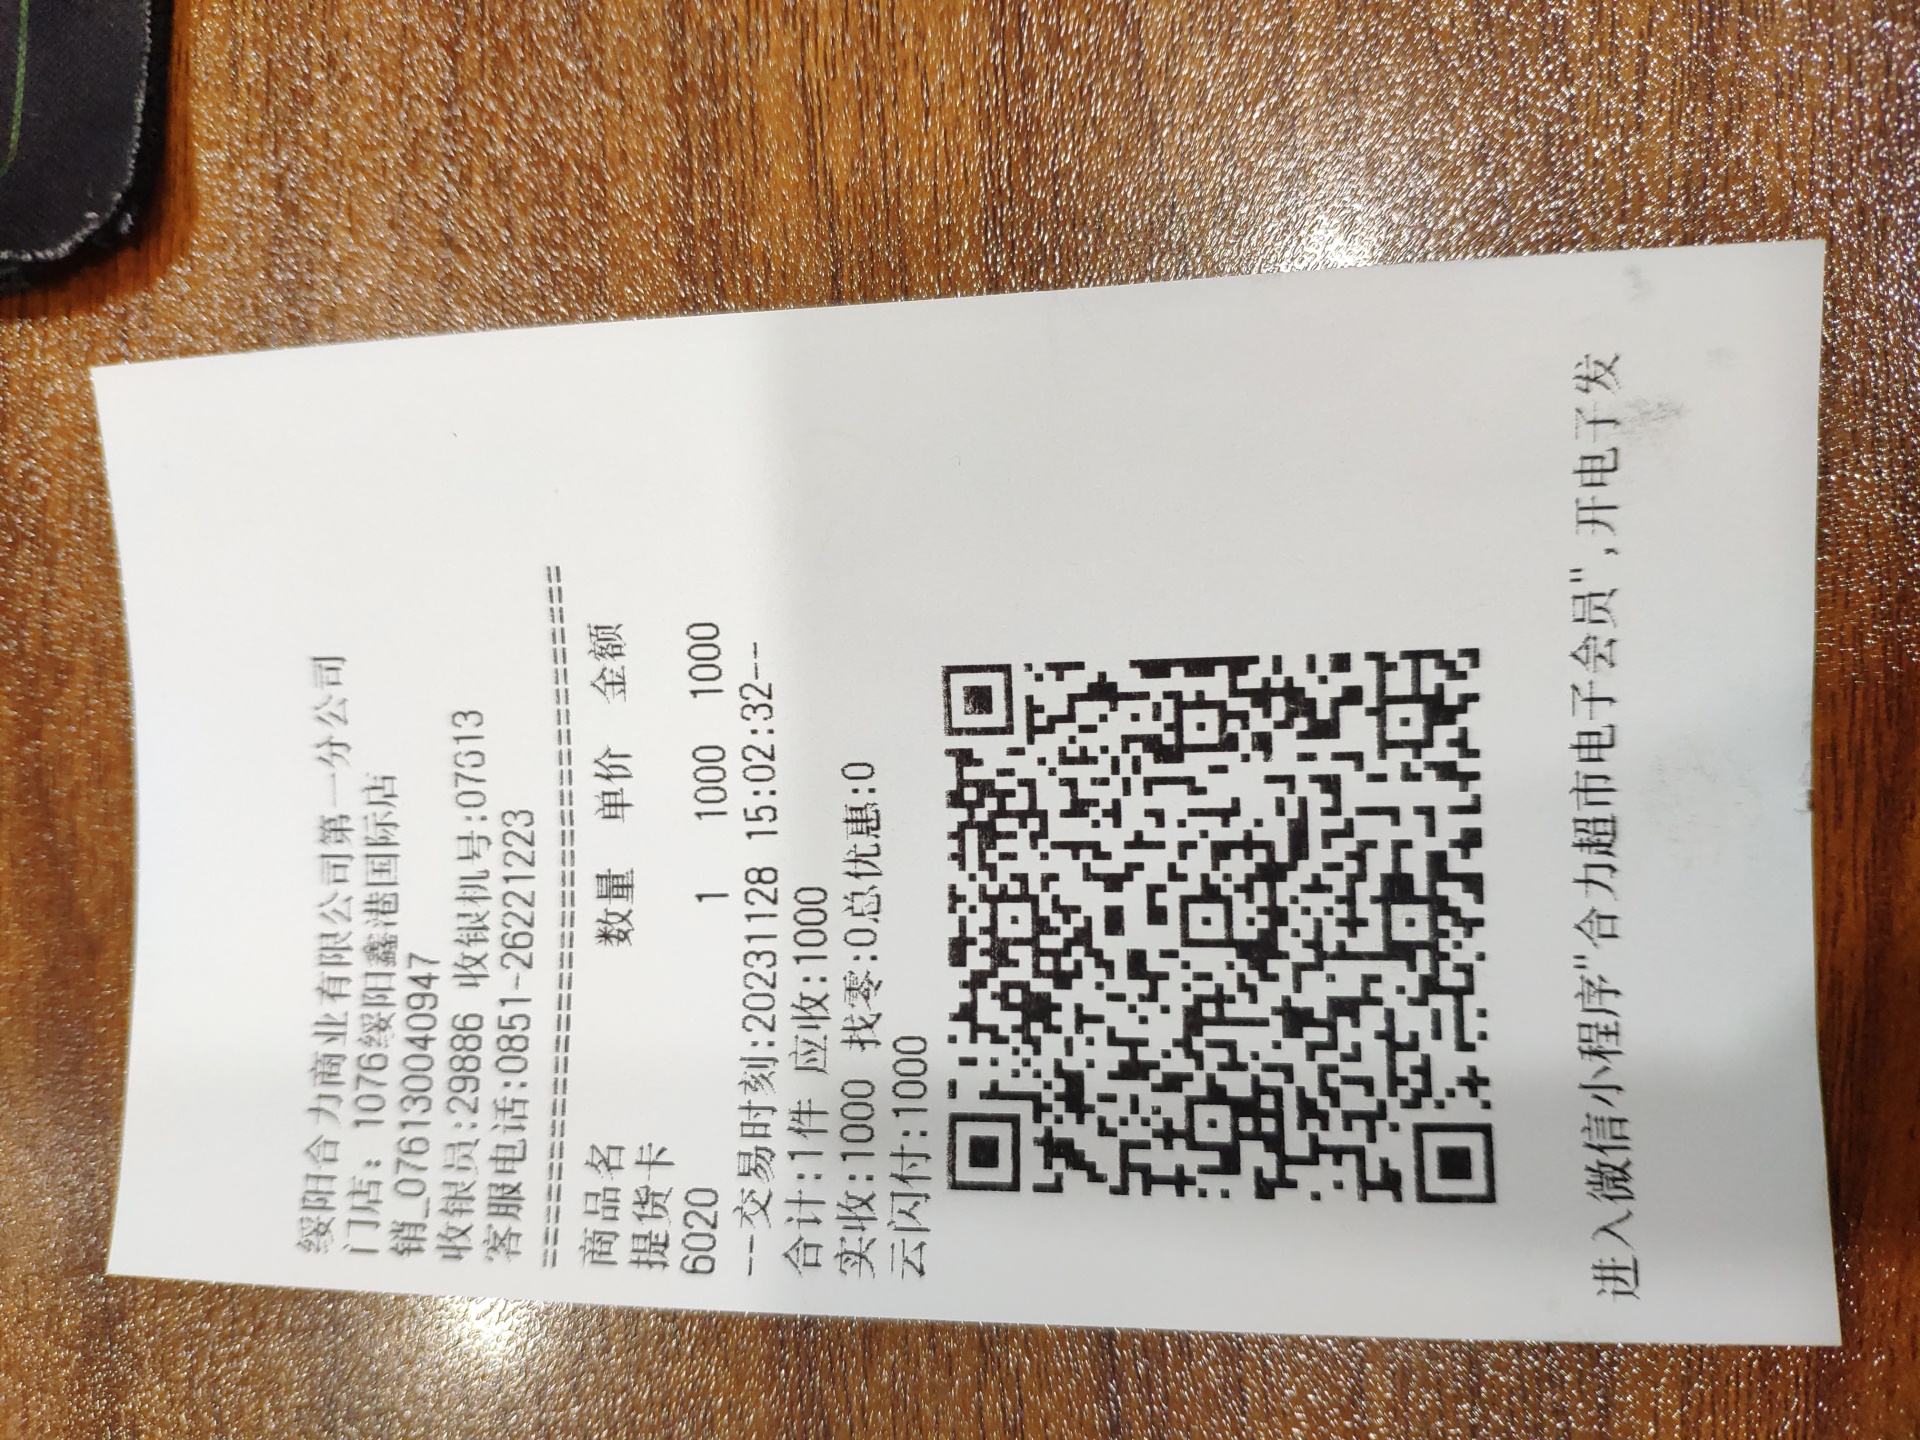 绥阳合力商业有限公司第一分公司
门店: 1076绥阳鑫港国际店
销_0761300040947
收银员:29886 收银机号:07613
客服电话:0851-26221223
======================================
商品名 数量 单价 金额
提货卡
6020 1 1000 1000
--交易时刻:20231128 15:02:32--
合计:1件 应收:1000
实收:1000 找零:0总优惠:0
云闪付:1000
进入微信小程序"合力超市电子会员",开电子发